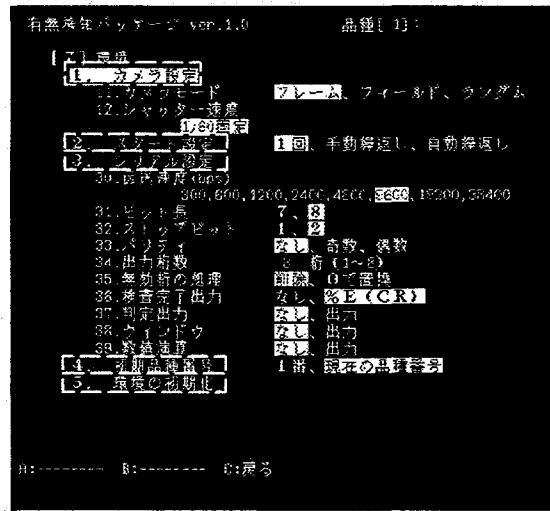 有無検知パッケージ ver.1.0 品種[ 1]:
[7] 環境
1. カメラ設定
11.カメラモード フレーム、フィールド、ランダム
12.シャッター速度
1/60固定
2. スタート設定 1回、手動繰返し、自動繰返し
3. シリアル設定
30.伝送速度(bps)
300,600,1200,2400,4800,9600,19200,38400
31.ビット長 7、8
32.ストップビット 1、2
33.パリティ なし、奇数、偶数
34.出力桁数 3 桁(1~8)
35.無効桁の処理 削除、0で置換
36.検査完了出力 なし、%E(CR)
37.判定出力 なし、出力
38.ウィンドウ なし、出力
39.数値演算 なし、出力
4. 初期品種番号 1番、現在の品種番号
5. 環境の初期化
A:-------- B:-------- C:戻る